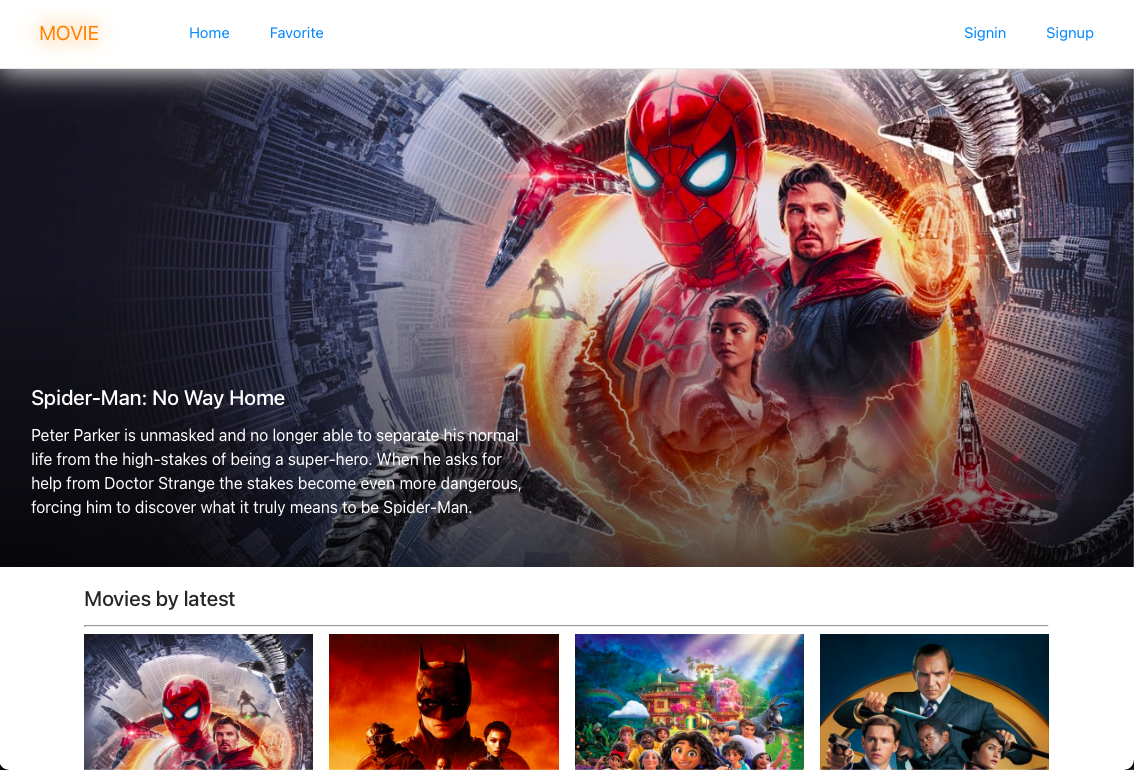 MOVIE
Home
Favorite
Signin
Signup
Spider-Man: No Way Home
Peter Parker is unmasked and no longer able to separate his normal
life from the high-stakes of being a super-hero. When he asks for
help from Doctor Strange the stakes become even more dangerous,
forcing him to discover what it truly means to be Spider-Man.
Movies by latest